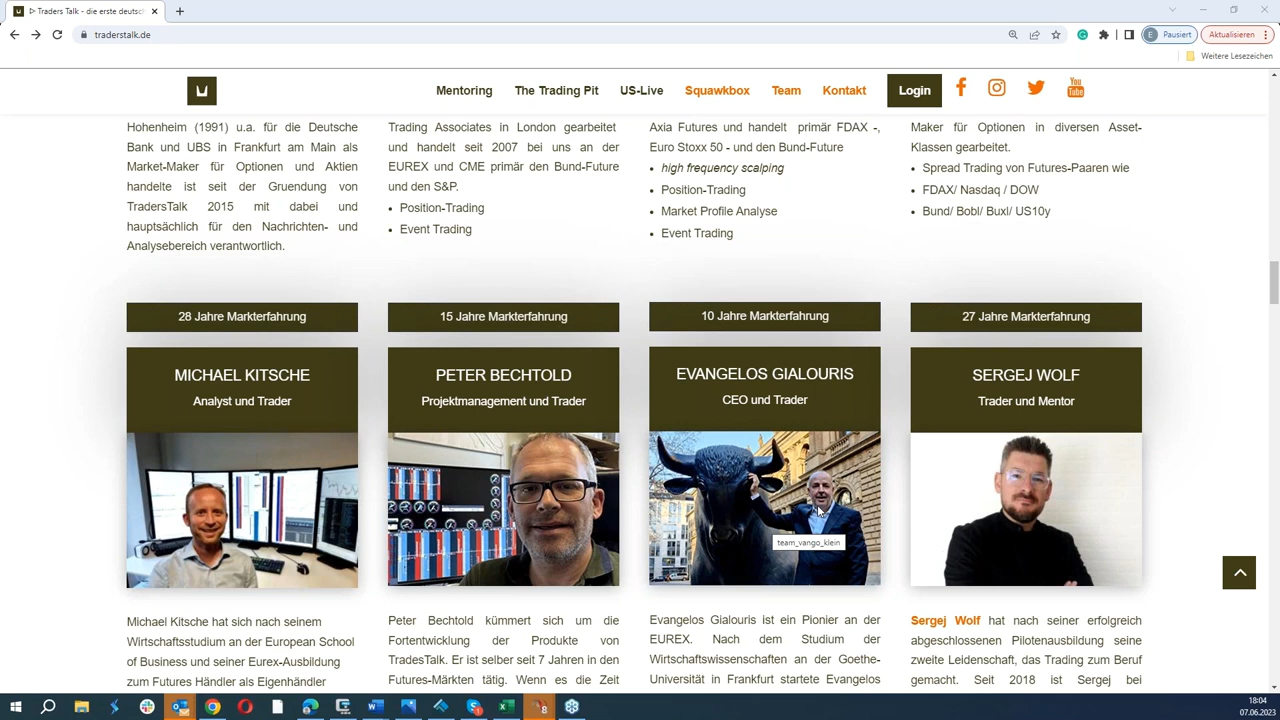 ▷ Traders Talk - die erste deutsch
traderstalk.de
Pausiert
Aktualisieren
Weitere Lesezeichen
Mentoring
The Trading Pit
US-Live
Squawkbox
Team
Kontakt
Login
You
Tube
Hohenheim (1991) u.a. für die Deutsche
Bank und UBS in Frankfurt am Main als
Market-Maker für Optionen und Aktien
handelte ist seit der Gruendung von
TradersTalk 2015 mit dabei und
hauptsächlich für den Nachrichten- und
Analysebereich verantwortlich.
Trading Associates in London gearbeitet
und handelt seit 2007 bei uns an der
EUREX und CME primär den Bund-Future
und den S&P.
• Position-Trading
• Event Trading
Axia Futures und handelt primär FDAX -,
Euro Stoxx 50 - und den Bund-Future
• high frequency scalping
• Position-Trading
• Market Profile Analyse
• Event Trading
Maker für Optionen in diversen Asset-
Klassen gearbeitet.
• Spread Trading von Futures-Paaren wie
• FDAX/ Nasdaq / DOW
• Bund/ Bobl/ Buxl/ US10y
28 Jahre Markterfahrung
MICHAEL KITSCHE
Analyst und Trader
Michael Kitsche hat sich nach seinem
Wirtschaftsstudium an der European School
of Business und seiner Eurex-Ausbildung
zum Futures Händler als Eigenhändler
15 Jahre Markterfahrung
PETER BECHTOLD
Projektmanagement und Trader
Peter Bechtold kümmert sich um die
Fortentwicklung der Produkte von
TradesTalk. Er ist selber seit 7 Jahren in den
Futures-Märkten tätig. Wenn es die Zeit
10 Jahre Markterfahrung
EVANGELOS GIALOURIS
CEO und Trader
team_vango_klein
Evangelos Gialouris ist ein Pionier an der
EUREX. Nach dem Studium der
Wirtschaftswissenschaften an der Goethe-
Universität in Frankfurt startete Evangelos
27 Jahre Markterfahrung
SERGEJ WOLF
Trader und Mentor
Sergej Wolf hat nach seiner erfolgreich
abgeschlossenen Pilotenausbildung seine
zweite Leidenschaft, das Trading zum Beruf
gemacht. Seit 2018 ist Sergej bei
18:04
07.06.2023